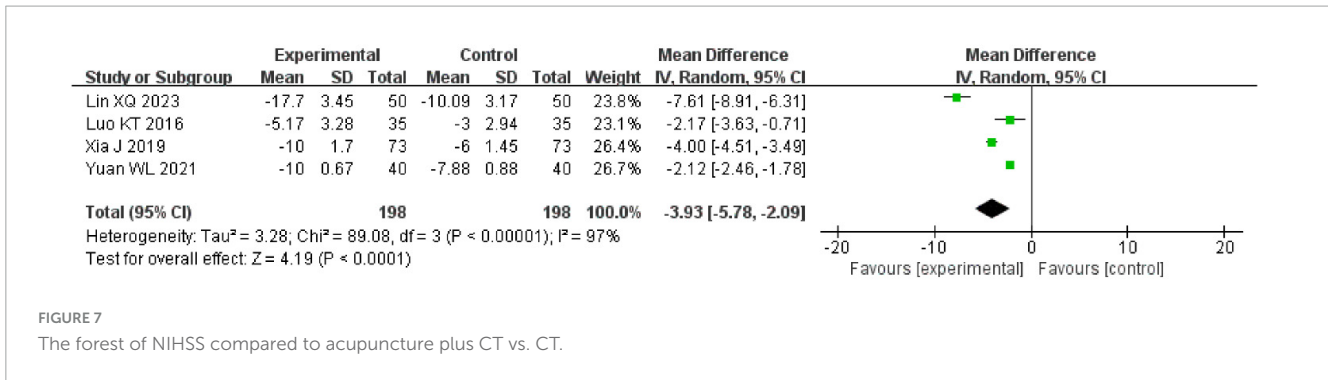 Experimental Control Mean Difference Mean Difference
Study or Subgroup Mean SD Total Mean SD Total Weight IV, Random, 95% CI IV, Random, 95% CI
Lin XQ 2023 -17.7 3.45 50 -10.09 3.17 50 23.8% -7.61 [-8.91, -6.31]
Luo KT 2016 -5.17 3.28 35 -3 2.94 35 23.1% -2.17 [-3.63, -0.71]
Xia J 2019 -10 1.7 73 -6 1.45 73 26.4% -4.00 [-4.51, -3.49]
Yuan WL 2021 -10 0.67 40 -7.88 0.88 40 26.7% -2.12 [-2.46, -1.78]
Total (95% CI) 198 198 100.0% -3.93 [-5.78, -2.09]
Heterogeneity: Tau² = 3.28; Chi² = 89.08, df = 3 (P < 0.00001); I² = 97%
Test for overall effect: Z = 4.19 (P < 0.0001)
-20 -10 0 10 20
Favours [experimental] Favours [control]
FIGURE 7
The forest of NIHSS compared to acupuncture plus CT vs. CT.